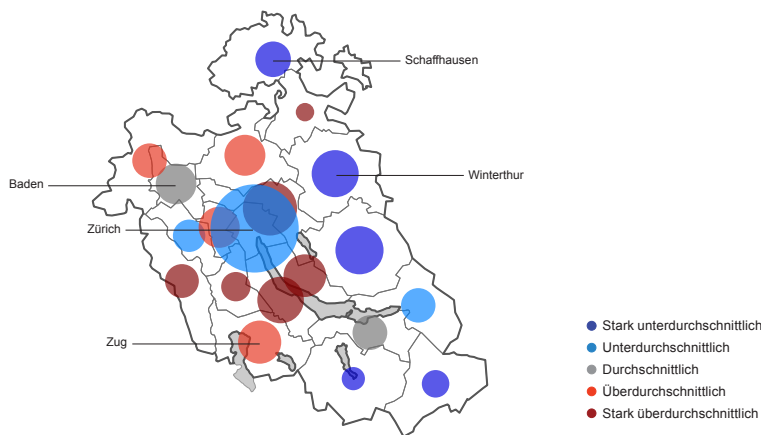 Schaffhausen
Winterthur
Baden
Zürich
Zug
Stark unterdurchschnittlich
Unterdurchschnittlich
Durchschnittlich
Überdurchschnittlich
Stark überdurchschnittlich